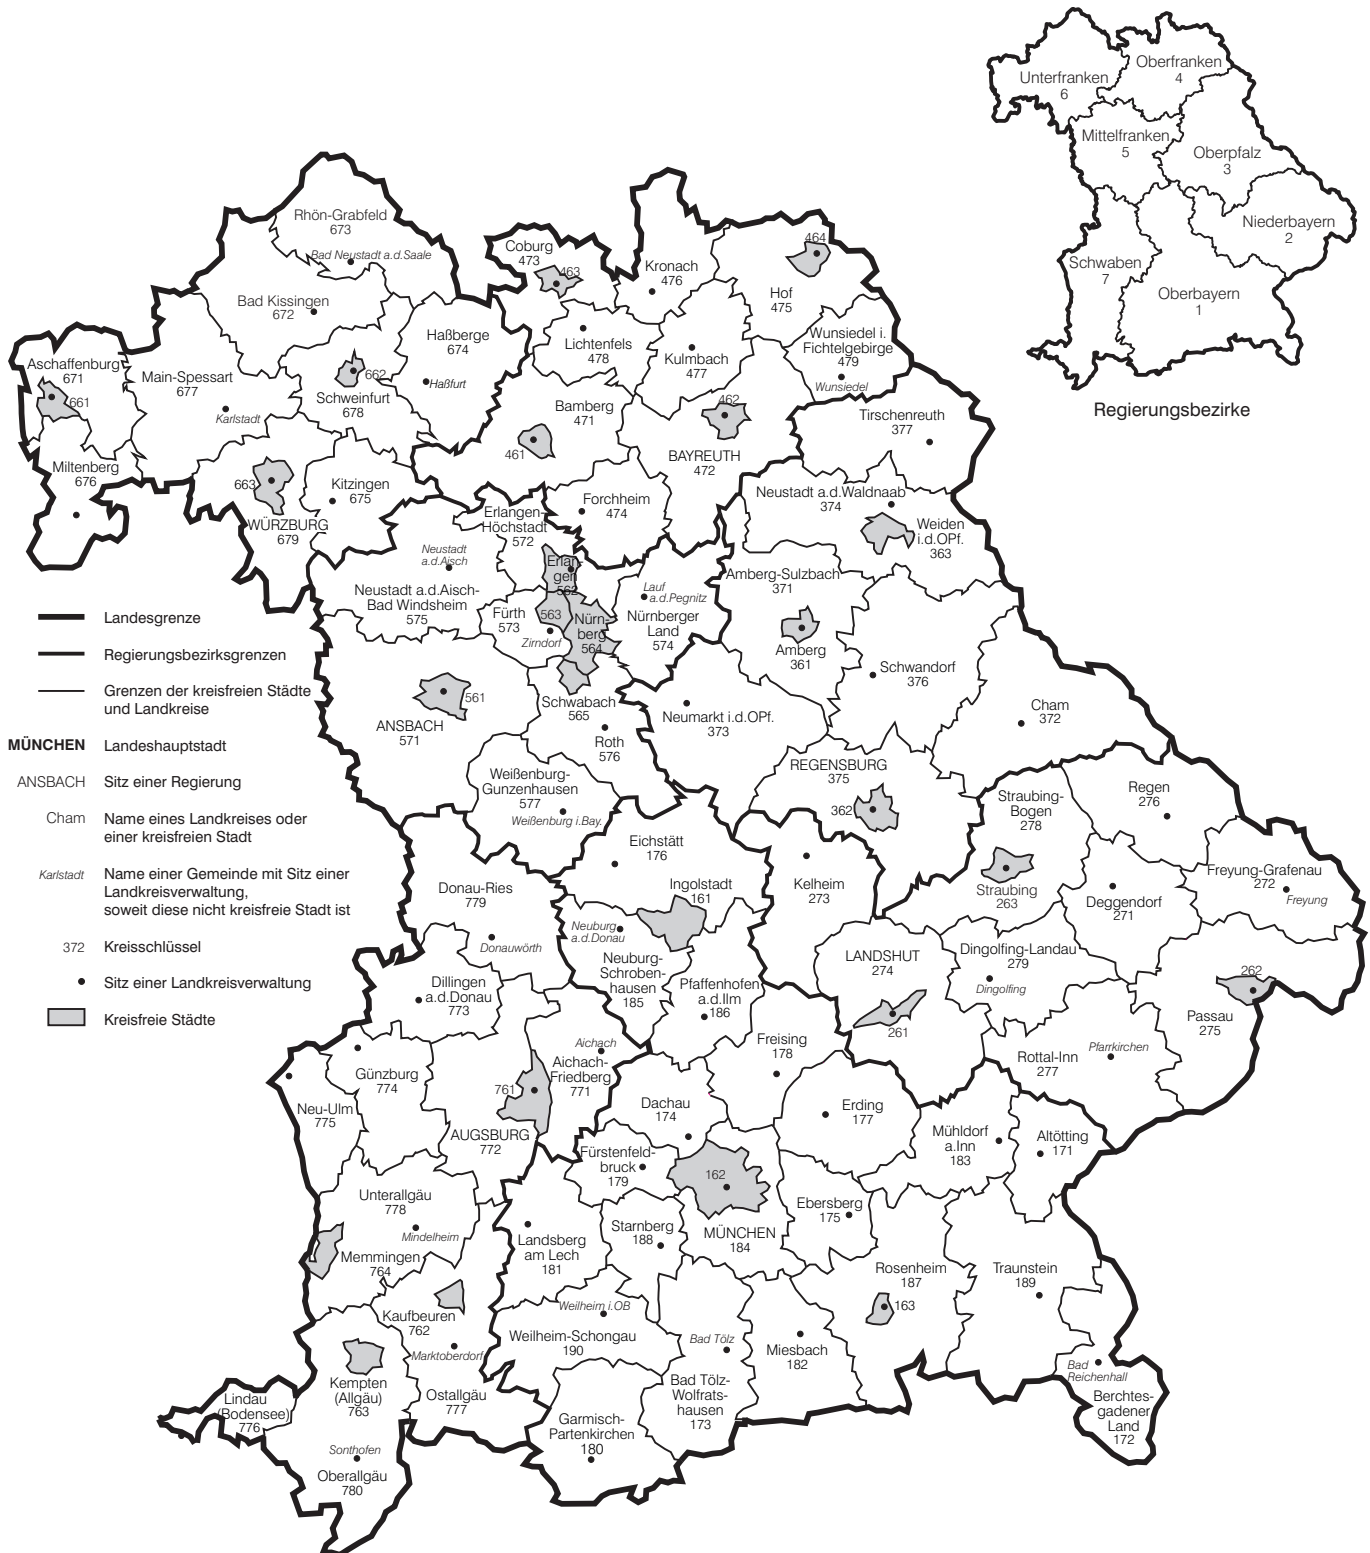 Unterfranken
6
Oberfranken
4
Mittelfranken
5
Oberpfalz
3
Niederbayern
2
Schwaben
7
Oberbayern
1
Regierungsbezirke
Rhön-Grabfeld
673
Bad Neustadt a.d.Saale
Bad Kissingen
672
Coburg
473
463
Kronach
476
464
Hof
475
Haßberge
674
Haßfurt
Lichtenfels
478
Kulmbach
477
Wunsiedel i.
Fichtelgebirge
479
Wunsiedel
Aschaffenburg
671
661
Main-Spessart
677
Karlstadt
662
Schweinfurt
678
Bamberg
471
461
462
BAYREUTH
472
Tirschenreuth
377
Miltenberg
676
663
WÜRZBURG
679
Kitzingen
675
Forchheim
474
Erlangen-
Höchstadt
572
Neustadt a.d.Waldnaab
374
Weiden
i.d.OPf.
363
Neustadt
a.d.Aisch
Neustadt a.d.Aisch-
Bad Windsheim
575
Erlan-
gen
562
Fürth
573
563
Zirndorf
Nürn-
berg
564
Lauf
a.d.Pegnitz
Nürnberger
Land
574
Amberg-Sulzbach
371
Amberg
361
Schwandorf
376
Cham
372
561
ANSBACH
571
Schwabach
565
Roth
576
Neumarkt i.d.OPf.
373
Weißenburg-
Gunzenhausen
577
Weißenburg i.Bay.
REGENSBURG
375
362
Straubing-
Bogen
278
Straubing
263
Regen
276
Landesgrenze
Regierungsbezirksgrenzen
Grenzen der kreisfreien Städte
und Landkreise
MÜNCHEN Landeshauptstadt
ANSBACH Sitz einer Regierung
Cham Name eines Landkreises oder
einer kreisfreien Stadt
Karlstadt Name einer Gemeinde mit Sitz einer
Landkreisverwaltung,
soweit diese nicht kreisfreie Stadt ist
372 Kreisschlüssel
Sitz einer Landkreisverwaltung
Kreisfreie Städte
Eichstätt
176
Ingolstadt
161
Kelheim
273
Deggendorf
271
Freyung-Grafenau
272
Freyung
Donau-Ries
779
Donauwörth
Neuburg
a.d.Donau
Neuburg-
Schroben-
hausen
185
Pfaffenhofen
a.d.Ilm
186
LANDSHUT
274
261
Dingolfing-Landau
279
Dingolfing
262
Passau
275
Dillingen
a.d.Donau
773
Freising
178
Rottal-Inn
277
Pfarrkirchen
Günzburg
774
Neu-Ulm
775
761
AUGSBURG
772
Aichach
Aichach-
Friedberg
771
Dachau
174
Erding
177
Mühldorf
a.Inn
183
Altötting
171
Fürstenfeld-
bruck
179
162
MÜNCHEN
184
Ebersberg
175
Unterallgäu
778
Mindelheim
Memmingen
764
Landsberg
am Lech
181
Starnberg
188
Rosenheim
187
163
Traunstein
189
Kaufbeuren
762
Marktoberdorf
Ostallgäu
777
Weilheim i.OB
Weilheim-Schongau
190
Bad Tölz
Bad Tölz-
Wolfrats-
hausen
173
Miesbach
182
Bad
Reichenhall
Berchtes-
gadener
Land
172
Lindau
(Bodensee)
776
Kempten
(Allgäu)
763
Garmisch-
Partenkirchen
180
Sonthofen
Oberallgäu
780